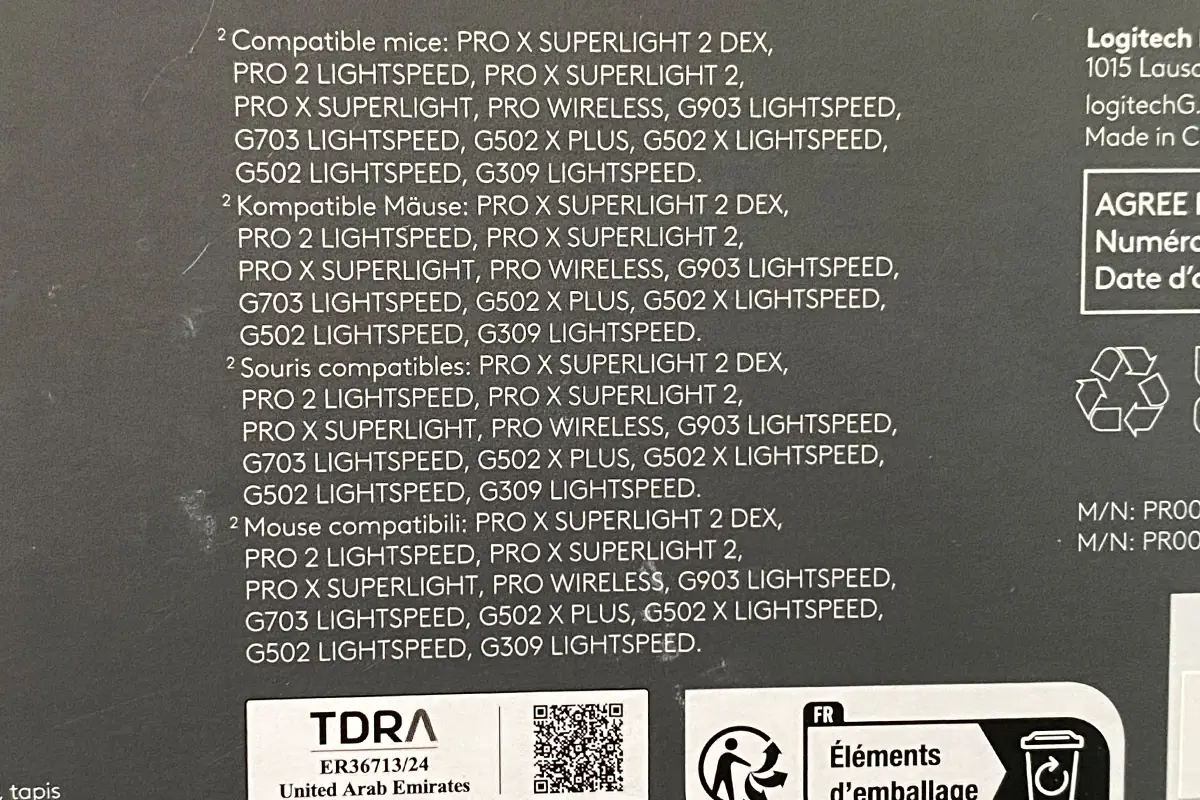 ² Compatible mice: PRO X SUPERLIGHT 2 DEX,
PRO 2 LIGHTSPEED, PRO X SUPERLIGHT 2,
PRO X SUPERLIGHT, PRO WIRELESS, G903 LIGHTSPEED,
G703 LIGHTSPEED, G502 X PLUS, G502 X LIGHTSPEED,
G502 LIGHTSPEED, G309 LIGHTSPEED.
² Kompatible Mäuse: PRO X SUPERLIGHT 2 DEX,
PRO 2 LIGHTSPEED, PRO X SUPERLIGHT 2,
PRO X SUPERLIGHT, PRO WIRELESS, G903 LIGHTSPEED,
G703 LIGHTSPEED, G502 X PLUS, G502 X LIGHTSPEED,
G502 LIGHTSPEED, G309 LIGHTSPEED.
² Souris compatibles: PRO X SUPERLIGHT 2 DEX,
PRO 2 LIGHTSPEED, PRO X SUPERLIGHT 2,
PRO X SUPERLIGHT, PRO WIRELESS, G903 LIGHTSPEED,
G703 LIGHTSPEED, G502 X PLUS, G502 X LIGHTSPEED,
G502 LIGHTSPEED, G309 LIGHTSPEED.
² Mouse compatibili: PRO X SUPERLIGHT 2 DEX,
PRO 2 LIGHTSPEED, PRO X SUPERLIGHT 2,
PRO X SUPERLIGHT, PRO WIRELESS, G903 LIGHTSPEED,
G703 LIGHTSPEED, G502 X PLUS, G502 X LIGHTSPEED,
G502 LIGHTSPEED, G309 LIGHTSPEED.
Logitech
1015
Made in
AGREE
M/N:
M/N:
TDRA
ER36713/24
United Arab Emirates
FR
Éléments
d'emballage
tapis